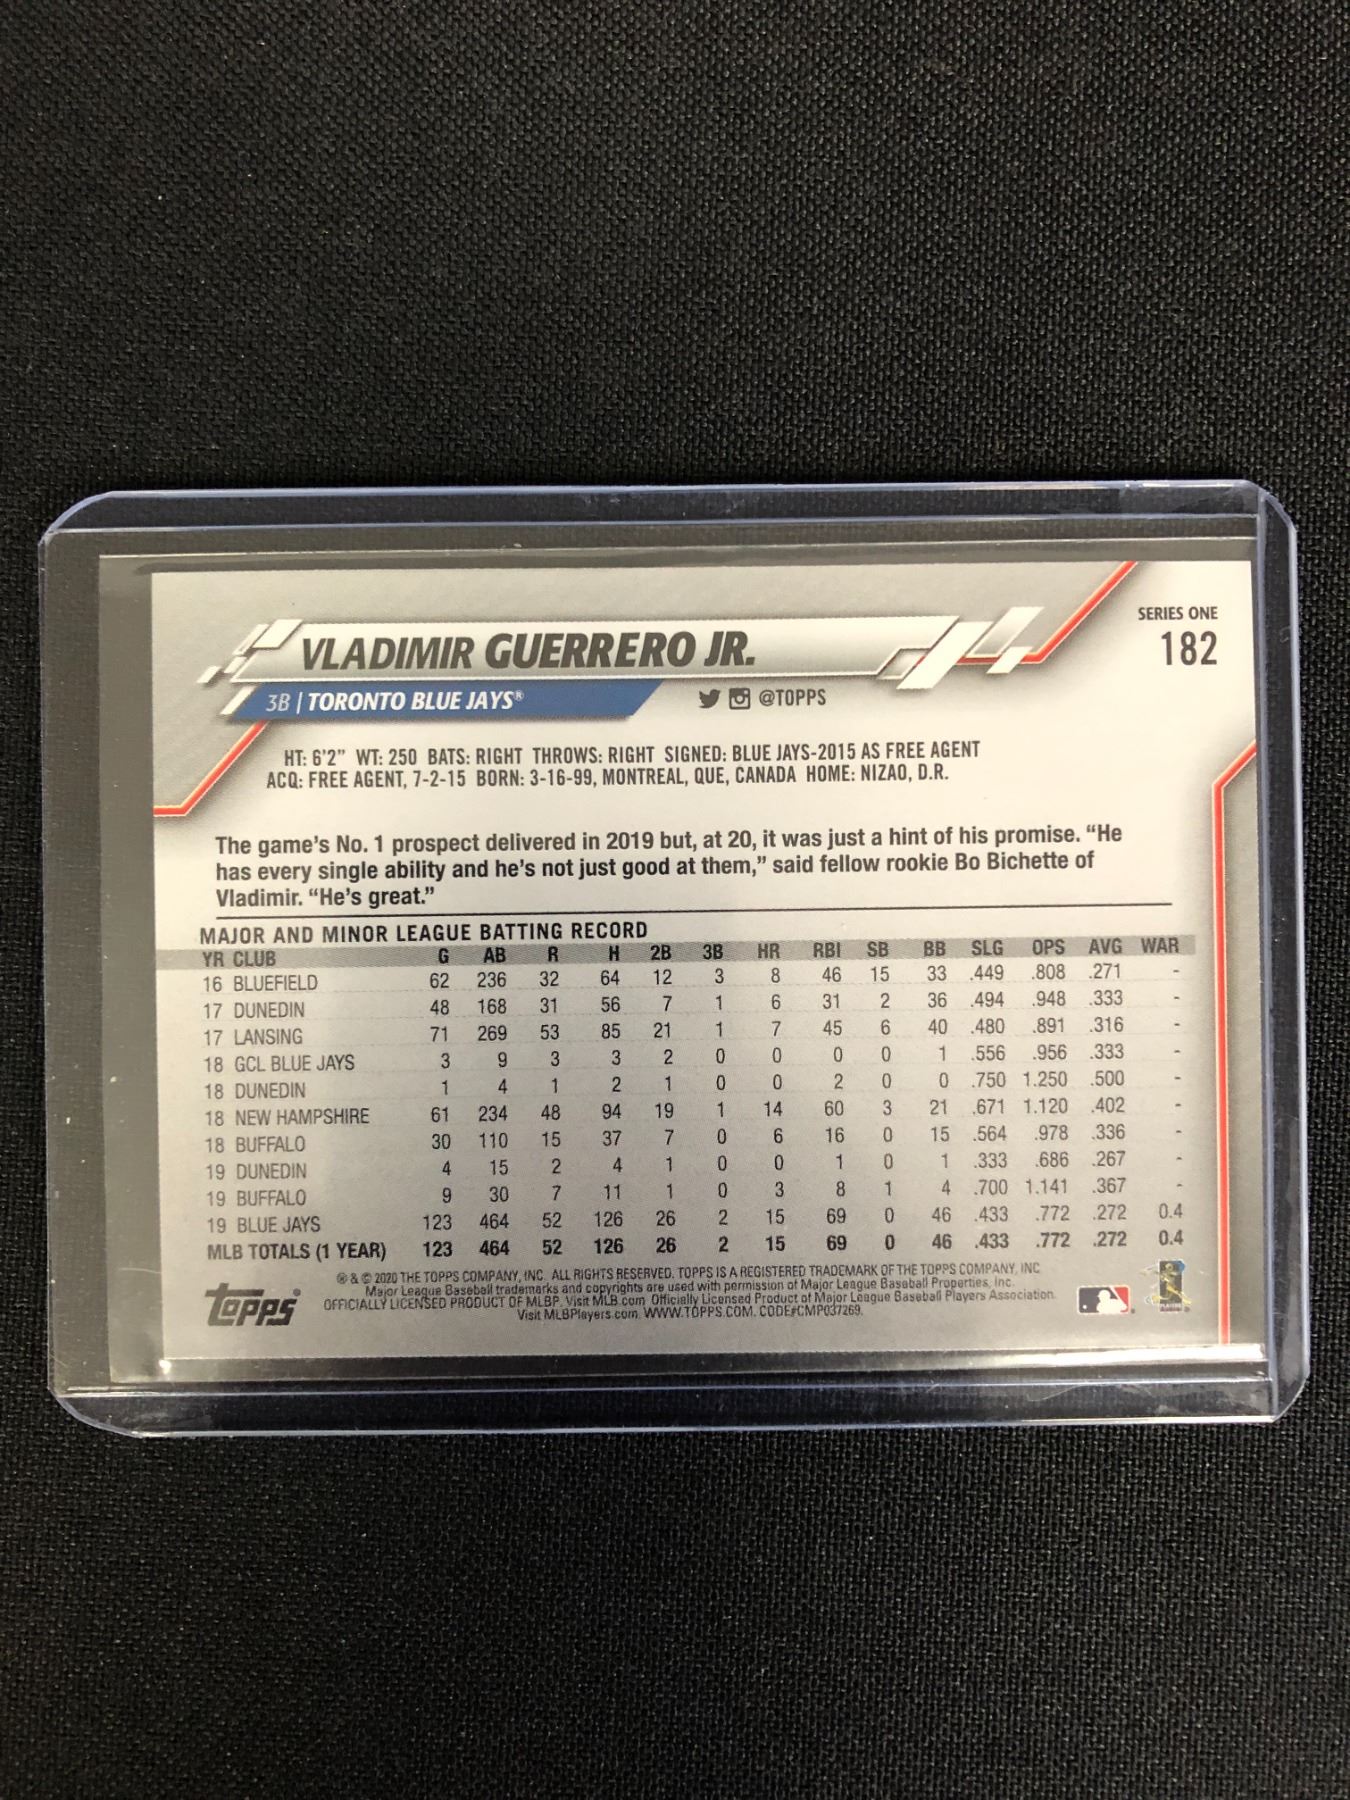 SERIES ONE
182
VLADIMIR GUERRERO JR.
3B | TORONTO BLUE JAYS®
@TOPPS
HT: 6'2" WT: 250 BATS: RIGHT THROWS: RIGHT SIGNED: BLUE JAYS-2015 AS FREE AGENT
ACQ: FREE AGENT, 7-2-15 BORN: 3-16-99, MONTREAL, QUE, CANADA HOME: NIZAO, D.R.
The game's No. 1 prospect delivered in 2019 but, at 20, it was just a hint of his promise. "He
has every single ability and he's not just good at them," said fellow rookie Bo Bichette of
Vladimir. "He's great."
MAJOR AND MINOR LEAGUE BATTING RECORD
YR CLUB G AB R H 2B 3B HR RBI SB BB SLG OPS AVG WAR
16 BLUEFIELD 62 236 32 64 12 3 8 46 15 33 .449 .808 .271 -
17 DUNEDIN 48 168 31 56 7 1 6 31 2 36 .494 .948 .333 -
17 LANSING 71 269 53 85 21 1 7 45 6 40 .480 .891 .316 -
18 GCL BLUE JAYS 3 9 3 3 2 0 0 0 0 1 .556 .956 .333 -
18 DUNEDIN 1 4 1 2 1 0 0 2 0 0 .750 1.250 .500 -
18 NEW HAMPSHIRE 61 234 48 94 19 1 14 60 3 21 .671 1.120 .402 -
18 BUFFALO 30 110 15 37 7 0 6 16 0 15 .564 .978 .336 -
19 DUNEDIN 4 15 2 4 1 0 0 1 0 1 .333 .686 .267 -
19 BUFFALO 9 30 7 11 1 0 3 8 1 4 .700 1.141 .367 -
19 BLUE JAYS 123 464 52 126 26 2 15 69 0 46 .433 .772 .272 0.4
MLB TOTALS (1 YEAR) 123 464 52 126 26 2 15 69 0 46 .433 .772 .272 0.4
topps
® & © 2020 THE TOPPS COMPANY, INC. ALL RIGHTS RESERVED. TOPPS IS A REGISTERED TRADEMARK OF THE TOPPS COMPANY, INC.
Major League Baseball trademarks and copyrights are used with permission of Major League Baseball Properties, Inc.
OFFICIALLY LICENSED PRODUCT OF MLBP. Visit MLB.com Officially Licensed Product of Major League Baseball Players Association.
Visit MLBPlayers.com. WWW.TOPPS.COM. CODE#CMP037269.